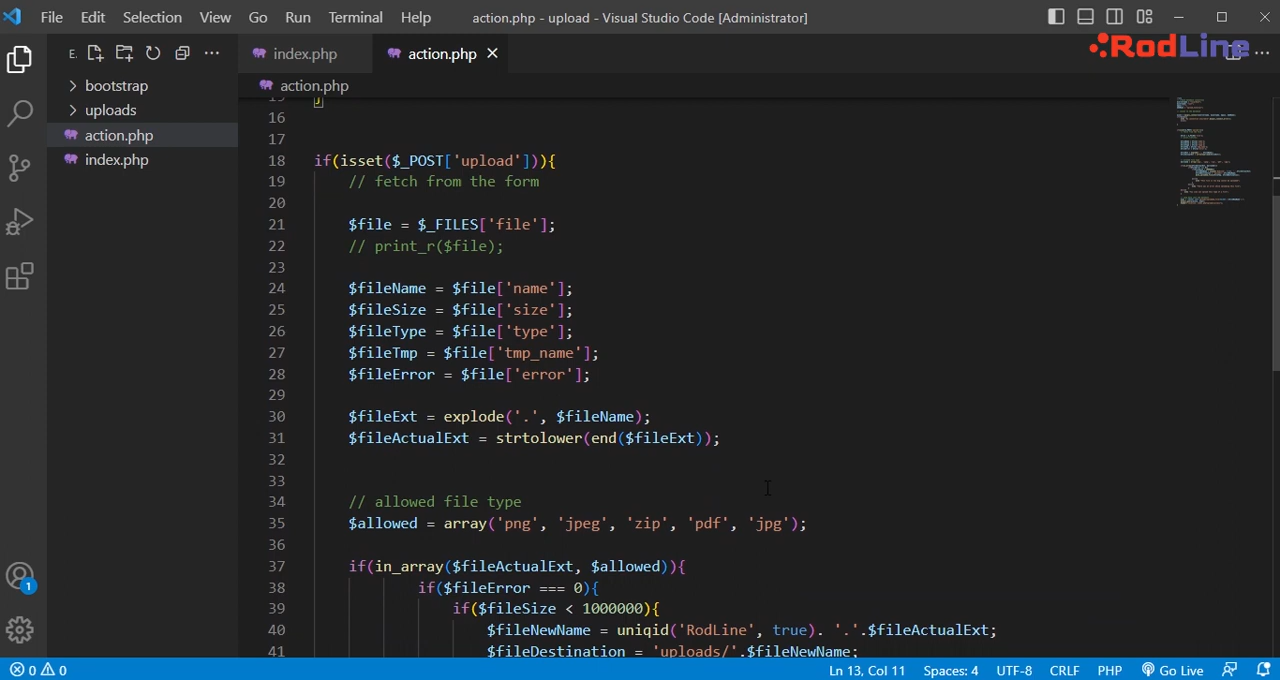 File Edit Selection View Go Run Terminal Help action.php - upload - Visual Studio Code [Administrator]
RodLine
E.
index.php
action.php
bootstrap
uploads
action.php
index.php
action.php
15 }
16
17
18 if(isset($_POST['upload'])){
19 // fetch from the form
20
21 $file = $_FILES['file'];
22 // print_r($file);
23
24 $fileName = $file['name'];
25 $fileSize = $file['size'];
26 $fileType = $file['type'];
27 $fileTmp = $file['tmp_name'];
28 $fileError = $file['error'];
29
30 $fileExt = explode('.', $fileName);
31 $fileActualExt = strtolower(end($fileExt));
32
33
34 // allowed file type
35 $allowed = array('png', 'jpeg', 'zip', 'pdf', 'jpg');
36
37 if(in_array($fileActualExt, $allowed)){
38 if($fileError === 0){
39 if($fileSize < 1000000){
40 $fileNewName = uniqid('RodLine', true). '.'.$fileActualExt;
41 $fileDestination = 'uploads/'.$fileNewName;
1
0 0 Ln 13, Col 11 Spaces: 4 UTF-8 CRLF PHP Go Live